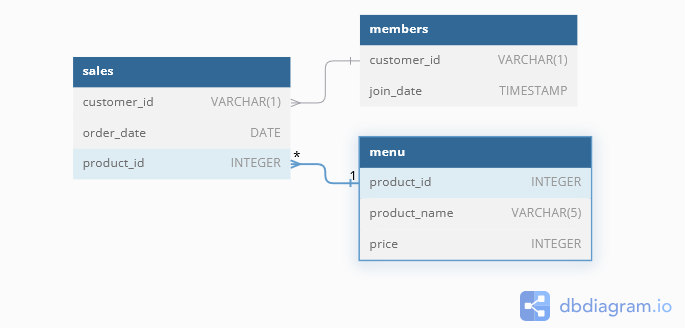 sales
customer_id VARCHAR(1)
order_date DATE
product_id INTEGER
*
members
customer_id VARCHAR(1)
join_date TIMESTAMP
1
menu
product_id INTEGER
product_name VARCHAR(5)
price INTEGER
dbdiagram.io